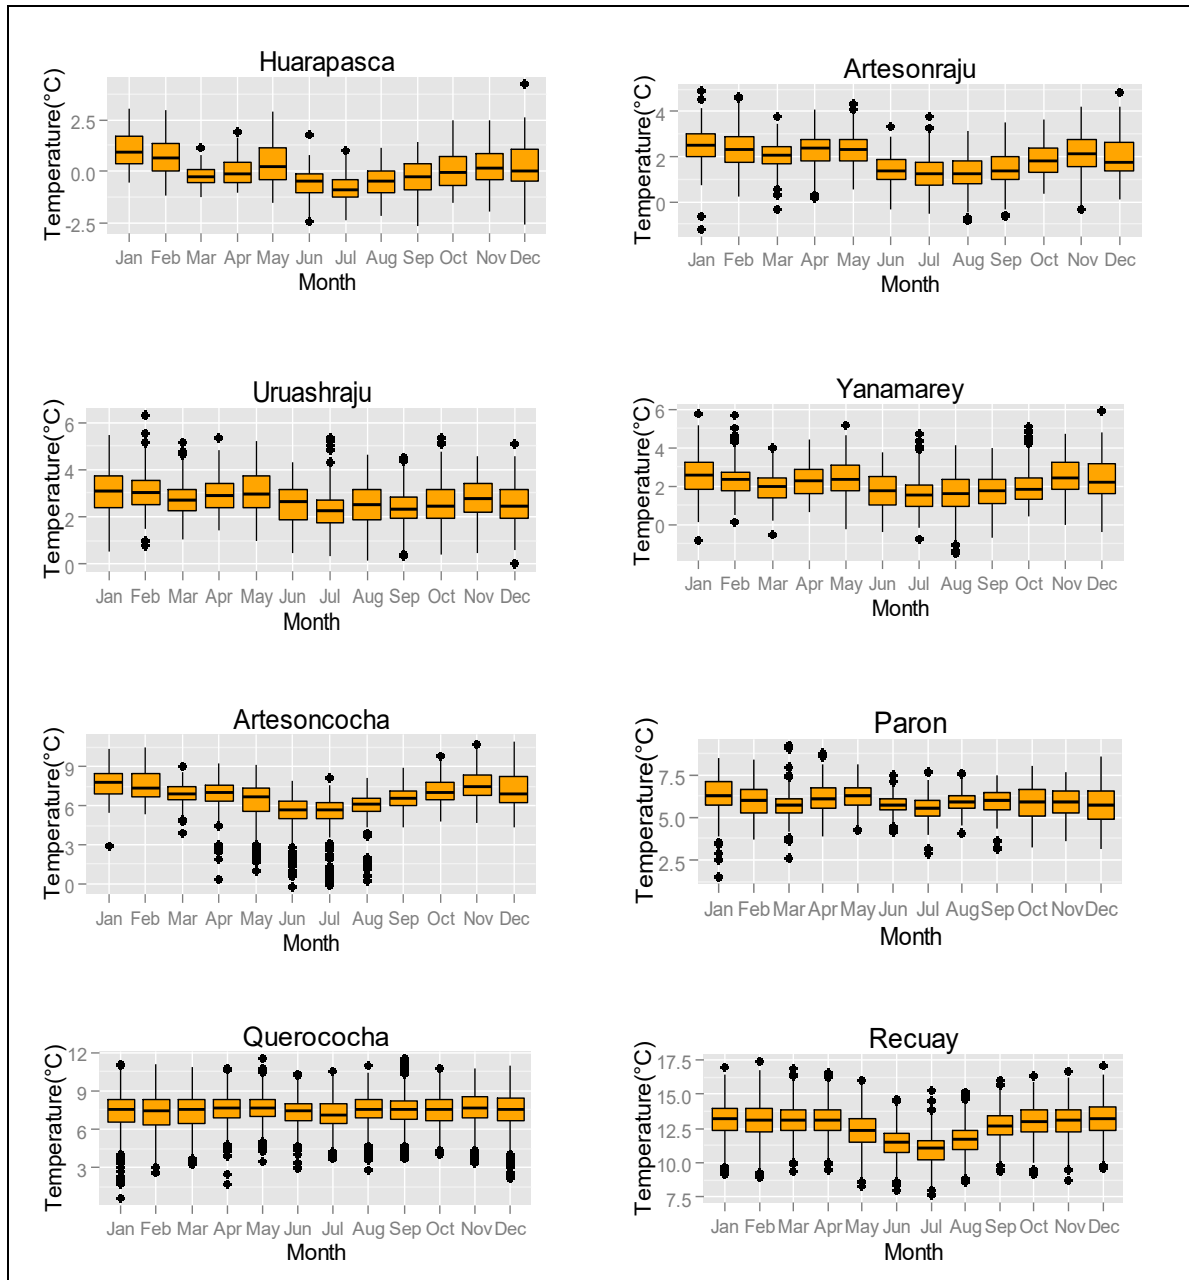 Huarapasca
Temperature(°C)
2.5
0.0
-2.5
Jan Feb Mar Apr May Jun Jul Aug Sep Oct Nov Dec
Month
Artesonraju
Temperature(°C)
4
2
0
Jan Feb Mar Apr May Jun Jul Aug Sep Oct Nov Dec
Month
Uruashraju
Temperature(°C)
6
4
2
0
Jan Feb Mar Apr May Jun Jul Aug Sep Oct Nov Dec
Month
Yanamarey
Temperature(°C)
6
4
2
0
Jan Feb Mar Apr May Jun Jul Aug Sep Oct Nov Dec
Month
Artesoncocha
Temperature(°C)
9
6
3
0
Jan Feb Mar Apr May Jun Jul Aug Sep Oct Nov Dec
Month
Paron
Temperature(°C)
7.5
5.0
2.5
Jan Feb Mar Apr May Jun Jul Aug Sep Oct Nov Dec
Month
Querococha
Temperature(°C)
12
9
6
3
Jan Feb Mar Apr May Jun Jul Aug Sep Oct Nov Dec
Month
Recuay
Temperature(°C)
17.5
15.0
12.5
10.0
7.5
Jan Feb Mar Apr May Jun Jul Aug Sep Oct Nov Dec
Month